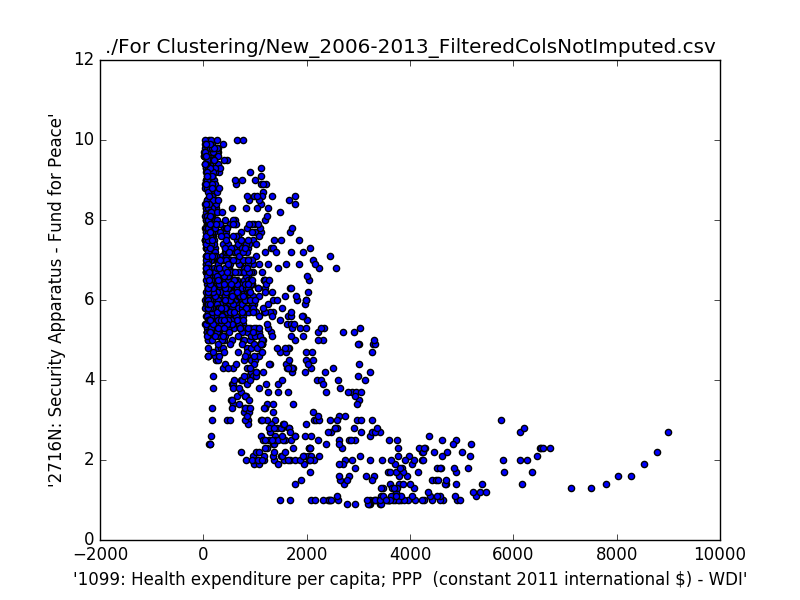 ./For Clustering/New_2006-2013_FilteredColsNotImputed.csv
12
10
8
6
4
2
0
'2716N: Security Apparatus - Fund for Peace'
−2000 0 2000 4000 6000 8000 10000
'1099: Health expenditure per capita; PPP  (constant 2011 international $) - WDI'